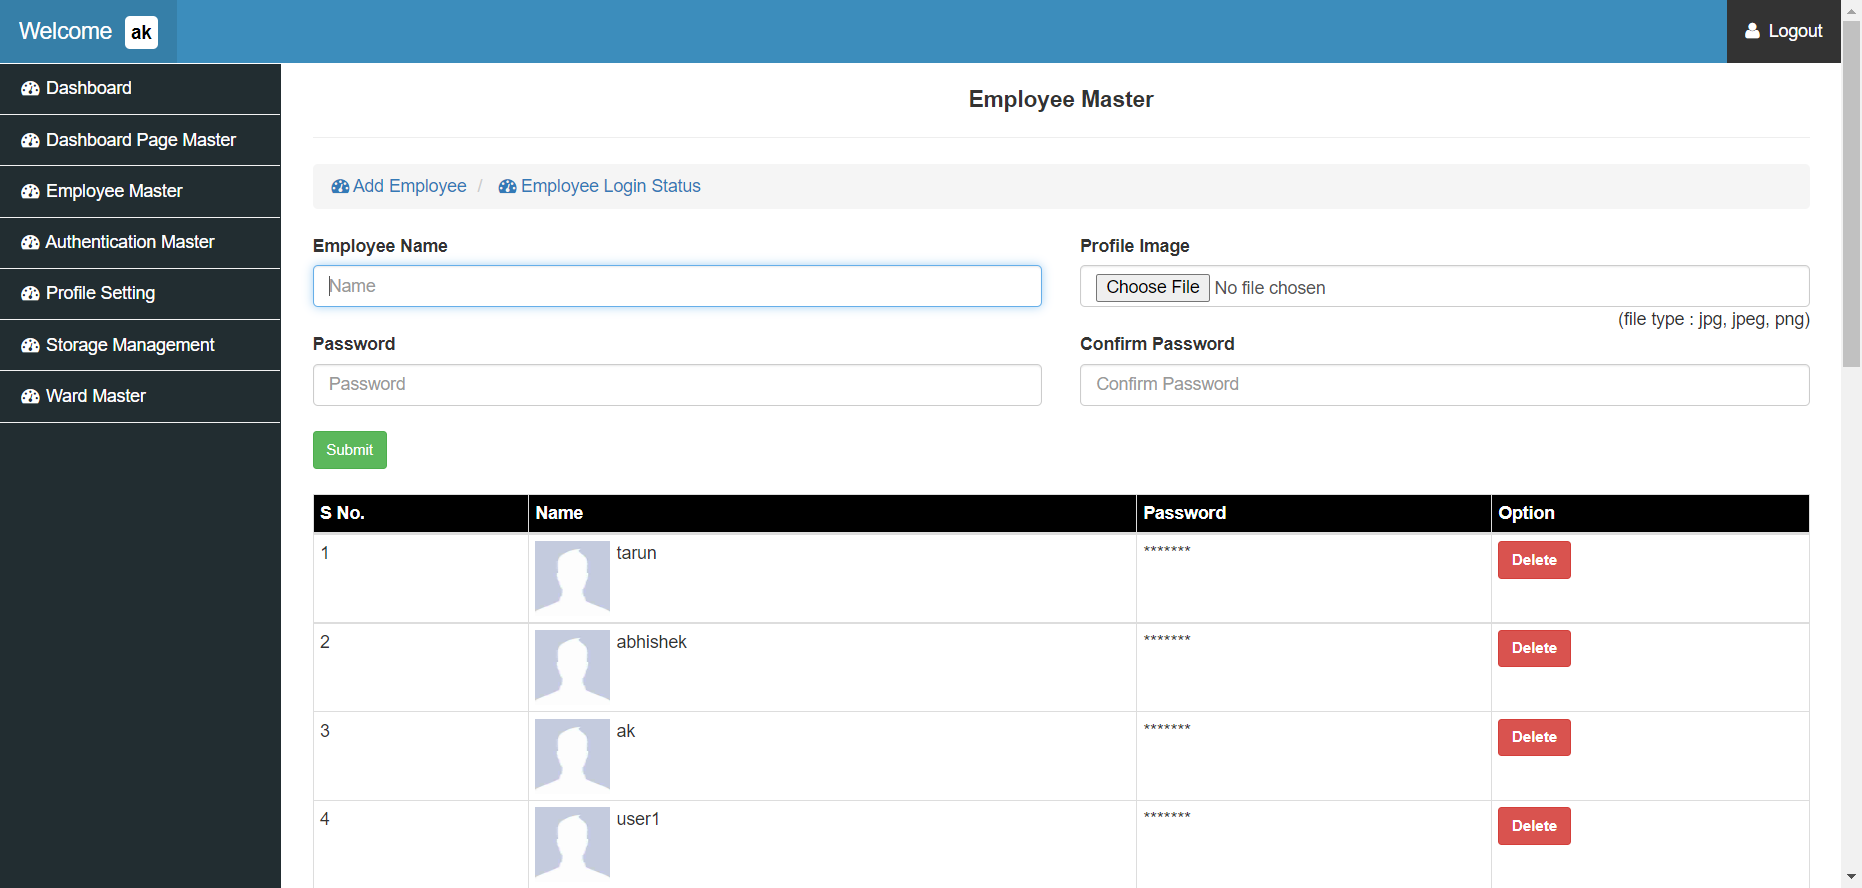 Welcome ak
Logout
Dashboard
Dashboard Page Master
Employee Master
Authentication Master
Profile Setting
Storage Management
Ward Master
Employee Master
Add Employee / Employee Login Status
Employee Name
Name
Profile Image
Choose File No file chosen
(file type : jpg, jpeg, png)
Password
Password
Confirm Password
Confirm Password
Submit
S No. Name Password Option
1 tarun ******* Delete
2 abhishek ******* Delete
3 ak ******* Delete
4 user1 ******* Delete